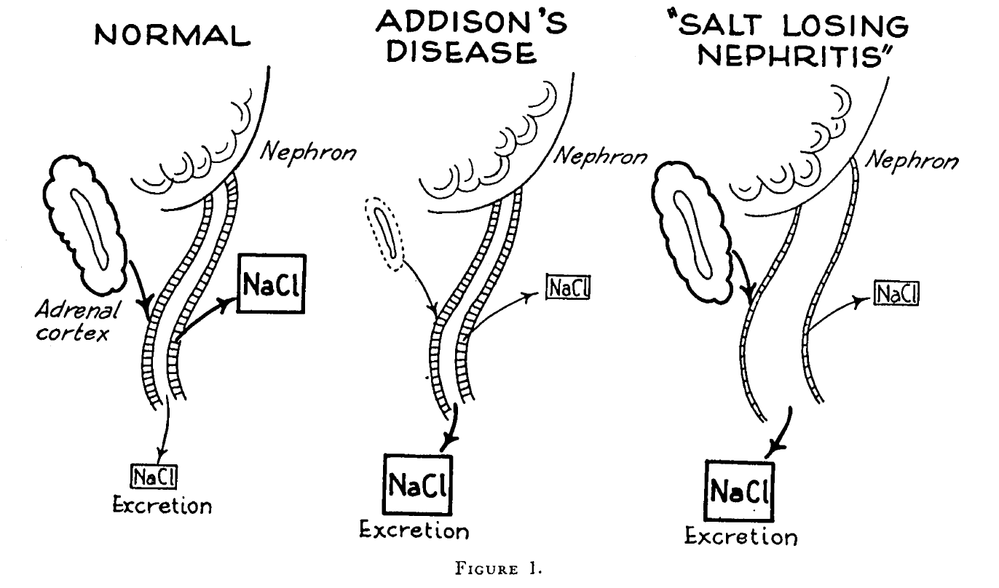 NORMAL
ADDISON'S
DISEASE
"SALT LOSING
NEPHRITIS"
Nephron
Adrenal
cortex
NaCl
NaCl
Excretion
Nephron
NaCl
NaCl
Excretion
Nephron
NaCl
NaCl
Excretion
FIGURE 1.